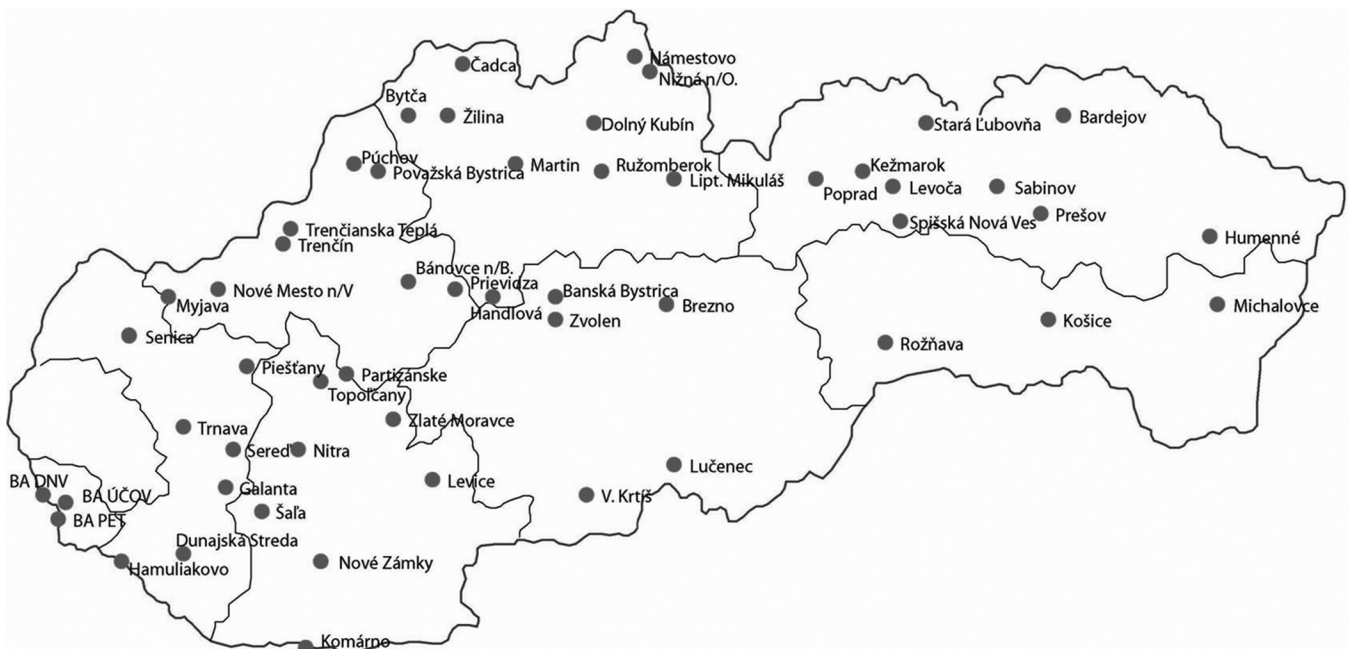 Námestovo
Čadca
Nižná n/O.
Bytča
Žilina
Dolný Kubín
Stará Ľubovňa
Bardejov
Púchov
Považská Bystrica
Martin
Ružomberok
Lipt. Mikuláš
Kežmarok
Poprad
Levoča
Sabinov
Spišská Nová Ves
Prešov
Trenčianska Teplá
Trenčín
Humenné
Bánovce n/B.
Prievidza
Nové Mesto n/V
Myjava
Handlová
Banská Bystrica
Zvolen
Brezno
Michalovce
Košice
Senica
Rožňava
Piešťany
Partizánske
Topoľčany
Zlaté Moravce
Trnava
Sereď
Nitra
Lučenec
BA DNV
BA ÚČOV
BA PET
Galanta
Levice
V. Krtíš
Šaľa
Dunajská Streda
Hamuliakovo
Nové Zámky
Komárno